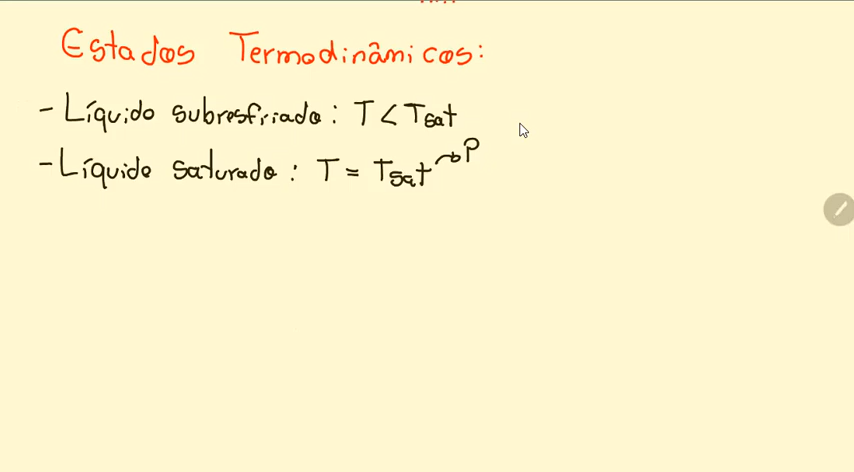 Estados Termodinâmicos:
- Líquido subresfriado: T < Tsat
- Líquido saturado: T = Tsat → P